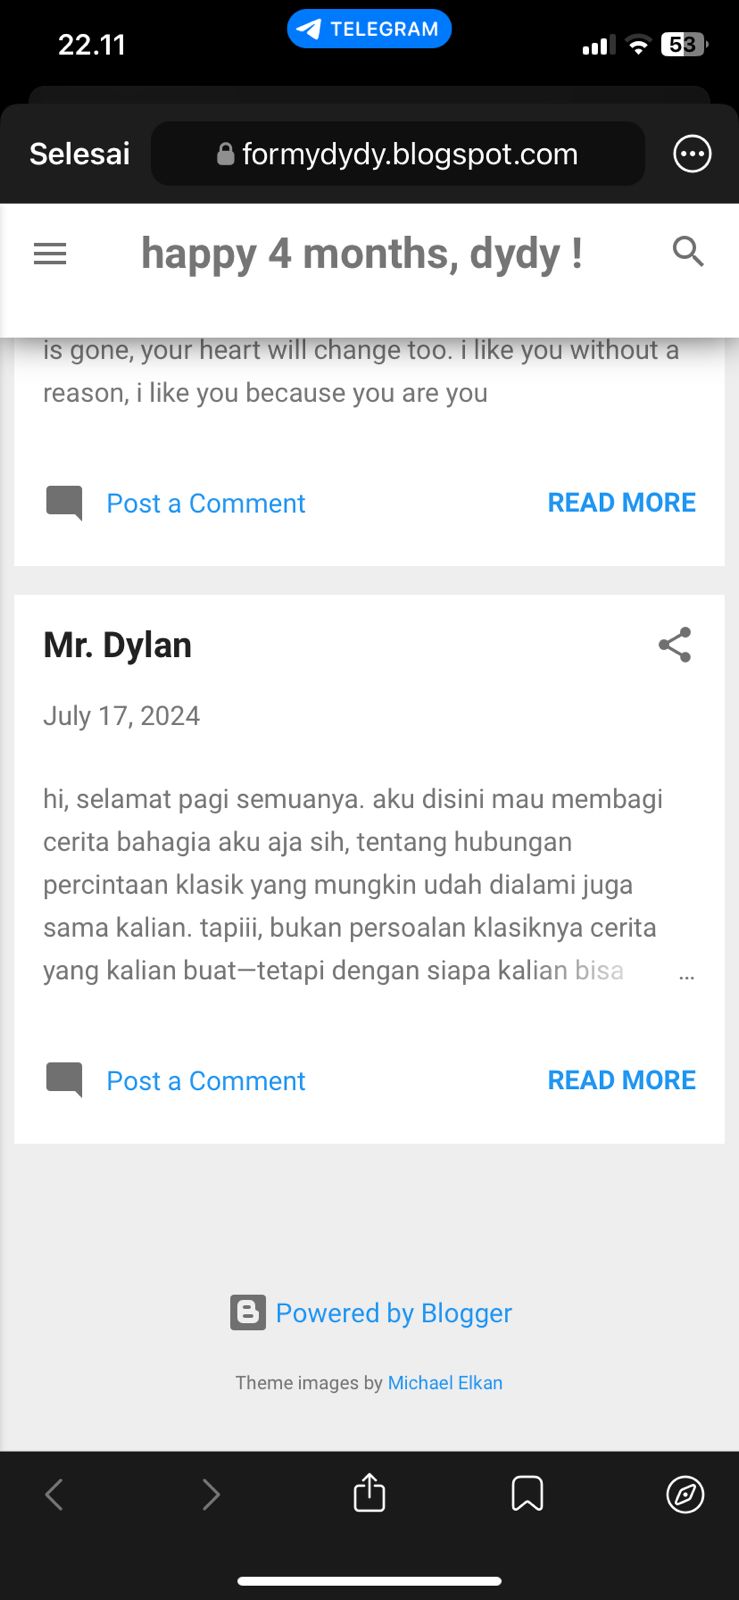 22.11
TELEGRAM
53
Selesai
formydydy.blogspot.com
happy 4 months, dydy !
is gone, your heart will change too. i like you without a
reason, i like you because you are you
Post a Comment
READ MORE
Mr. Dylan
July 17, 2024
hi, selamat pagi semuanya. aku disini mau membagi
cerita bahagia aku aja sih, tentang hubungan
percintaan klasik yang mungkin udah dialami juga
sama kalian. tapiii, bukan persoalan klasiknya cerita
yang kalian buat—tetapi dengan siapa kalian bisa ...
Post a Comment
READ MORE
Powered by Blogger
Theme images by Michael Elkan